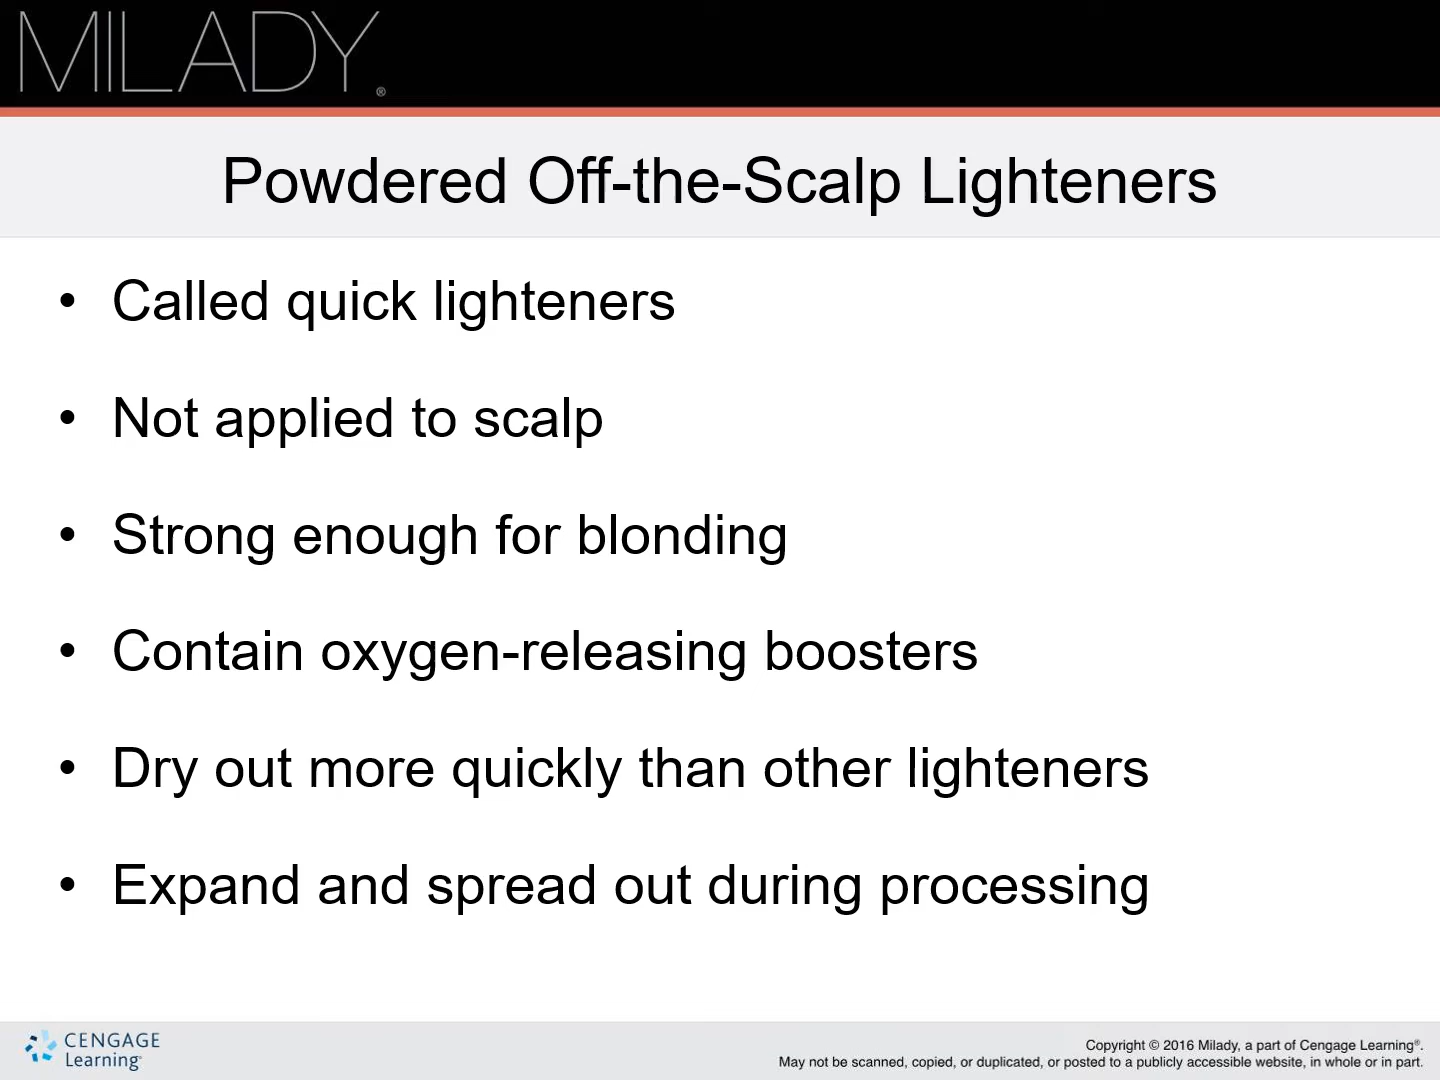 MILADY®
Powdered Off-the-Scalp Lighteners
• Called quick lighteners
• Not applied to scalp
• Strong enough for blonding
• Contain oxygen-releasing boosters
• Dry out more quickly than other lighteners
• Expand and spread out during processing
CENGAGE
Learning
Copyright © 2016 Milady, a part of Cengage Learning®.
May not be scanned, copied, or duplicated, or posted to a publicly accessible website, in whole or in part.